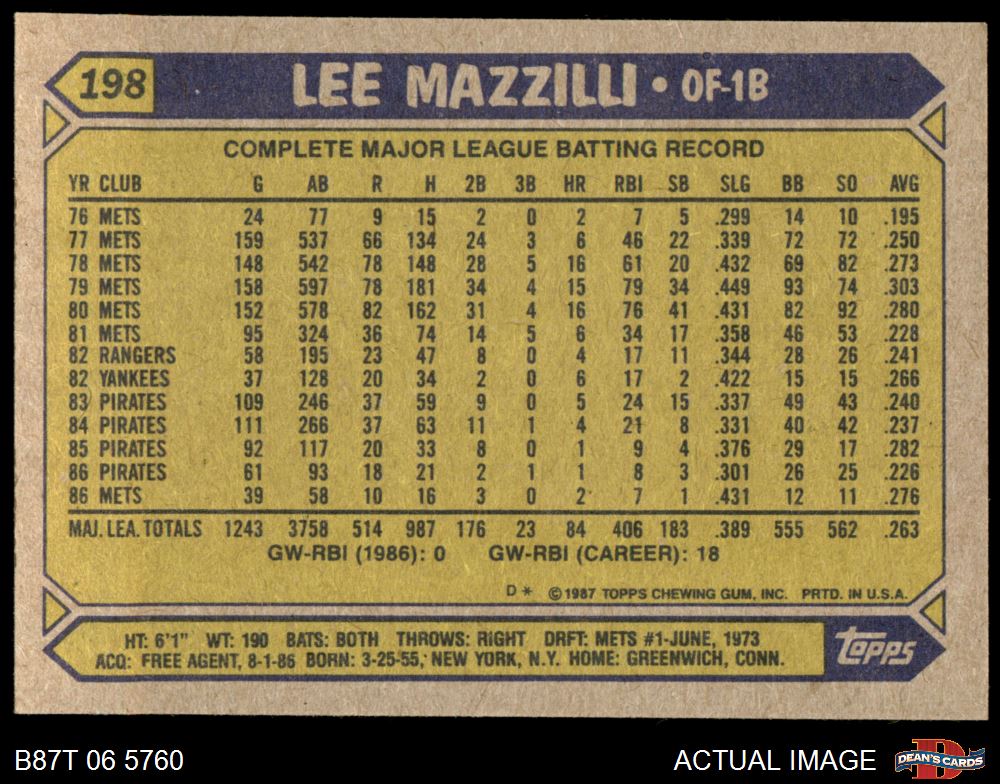 198 LEE MAZZILLI • OF-1B
COMPLETE MAJOR LEAGUE BATTING RECORD
YR CLUB G AB R H 2B 3B HR RBI SB SLG BB SO AVG
76 METS 24 77 9 15 2 0 2 7 5 .299 14 10 .195
77 METS 159 537 66 134 24 3 6 46 22 .339 72 72 .250
78 METS 148 542 78 148 28 5 16 61 20 .432 69 82 .273
79 METS 158 597 78 181 34 4 15 79 34 .449 93 74 .303
80 METS 152 578 82 162 31 4 16 76 41 .431 82 92 .280
81 METS 95 324 36 74 14 5 6 34 17 .358 46 53 .228
82 RANGERS 58 195 23 47 8 0 4 17 11 .344 28 26 .241
82 YANKEES 37 128 20 34 2 0 6 17 2 .422 15 15 .266
83 PIRATES 109 246 37 59 9 0 5 24 15 .337 49 43 .240
84 PIRATES 111 266 37 63 11 1 4 21 8 .331 40 42 .237
85 PIRATES 92 117 20 33 8 0 1 9 4 .376 29 17 .282
86 PIRATES 61 93 18 21 2 1 1 8 3 .301 26 25 .226
86 METS 39 58 10 16 3 0 2 7 1 .431 12 11 .276
MAJ. LEA. TOTALS 1243 3758 514 987 176 23 84 406 183 .389 555 562 .263
GW-RBI (1986): 0 GW-RBI (CAREER): 18
D * ©1987 TOPPS CHEWING GUM, INC. PRTD. IN U.S.A.
HT: 6'1" WT: 190 BATS: BOTH THROWS: RIGHT DRFT: METS #1-JUNE, 1973
ACQ: FREE AGENT, 8-1-86 BORN: 3-25-55, NEW YORK, N.Y. HOME: GREENWICH, CONN.
topps
B87T 06 5760 ACTUAL IMAGE D DEAN'S CARDS